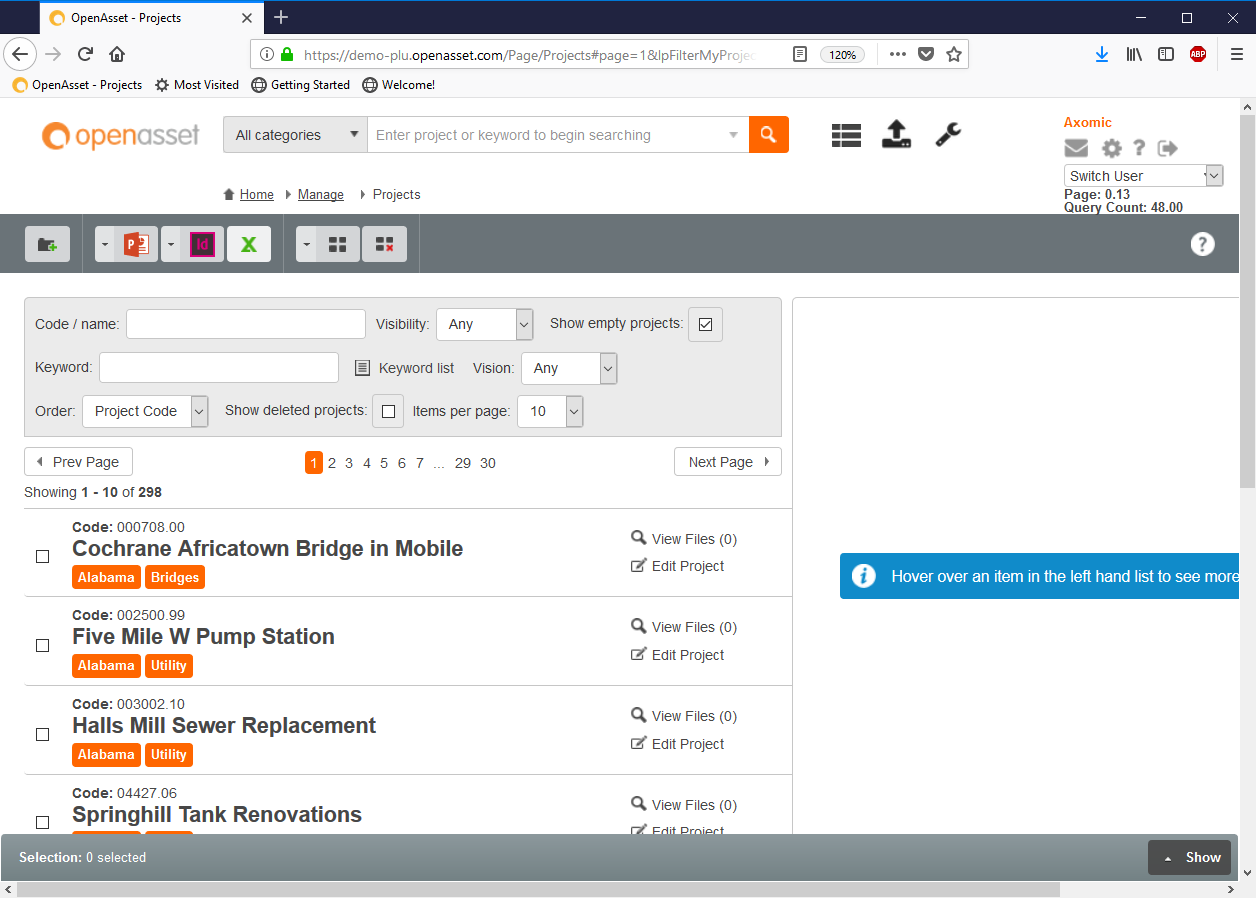 OpenAsset - Projects
https://demo-plu.openasset.com/Page/Projects#page=1&lpFilterMyProje
120%
ABP
OpenAsset - Projects
Most Visited
Getting Started
Welcome!
openasset
All categories
Enter project or keyword to begin searching
Axomic
Switch User
Page: 0.13
Query Count: 48.00
Home
Manage
Projects
P
Id
X
?
Code / name:
Visibility:
Any
Show empty projects:
Keyword:
Keyword list
Vision:
Any
Order:
Project Code
Show deleted projects:
Items per page:
10
Prev Page
1 2 3 4 5 6 7 ... 29 30
Next Page
Showing 1 - 10 of 298
Code: 000708.00
Cochrane Africatown Bridge in Mobile
Alabama Bridges
View Files (0)
Edit Project
Hover over an item in the left hand list to see more
Code: 002500.99
Five Mile W Pump Station
Alabama Utility
View Files (0)
Edit Project
Code: 003002.10
Halls Mill Sewer Replacement
Alabama Utility
View Files (0)
Edit Project
Code: 04427.06
Springhill Tank Renovations
View Files (0)
Edit Project
Selection: 0 selected
Show